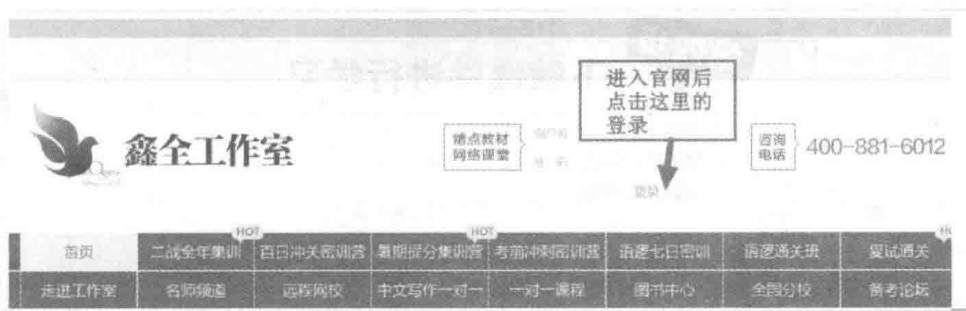 进入官网后
点击这里的
登录
鑫全工作室
精点教材
网络课堂
咨询
电话
400-881-6012
登录
HOT
HOT
首页 二战全年集训 百日冲关密训营 暑期提分集训营 考前冲刺密训营 语逻七日密训 语逻通关班 复试通关
走进工作室 名师频道 远程网校 中文写作一对一 一对一课程 图书中心 全国分校 备考论坛